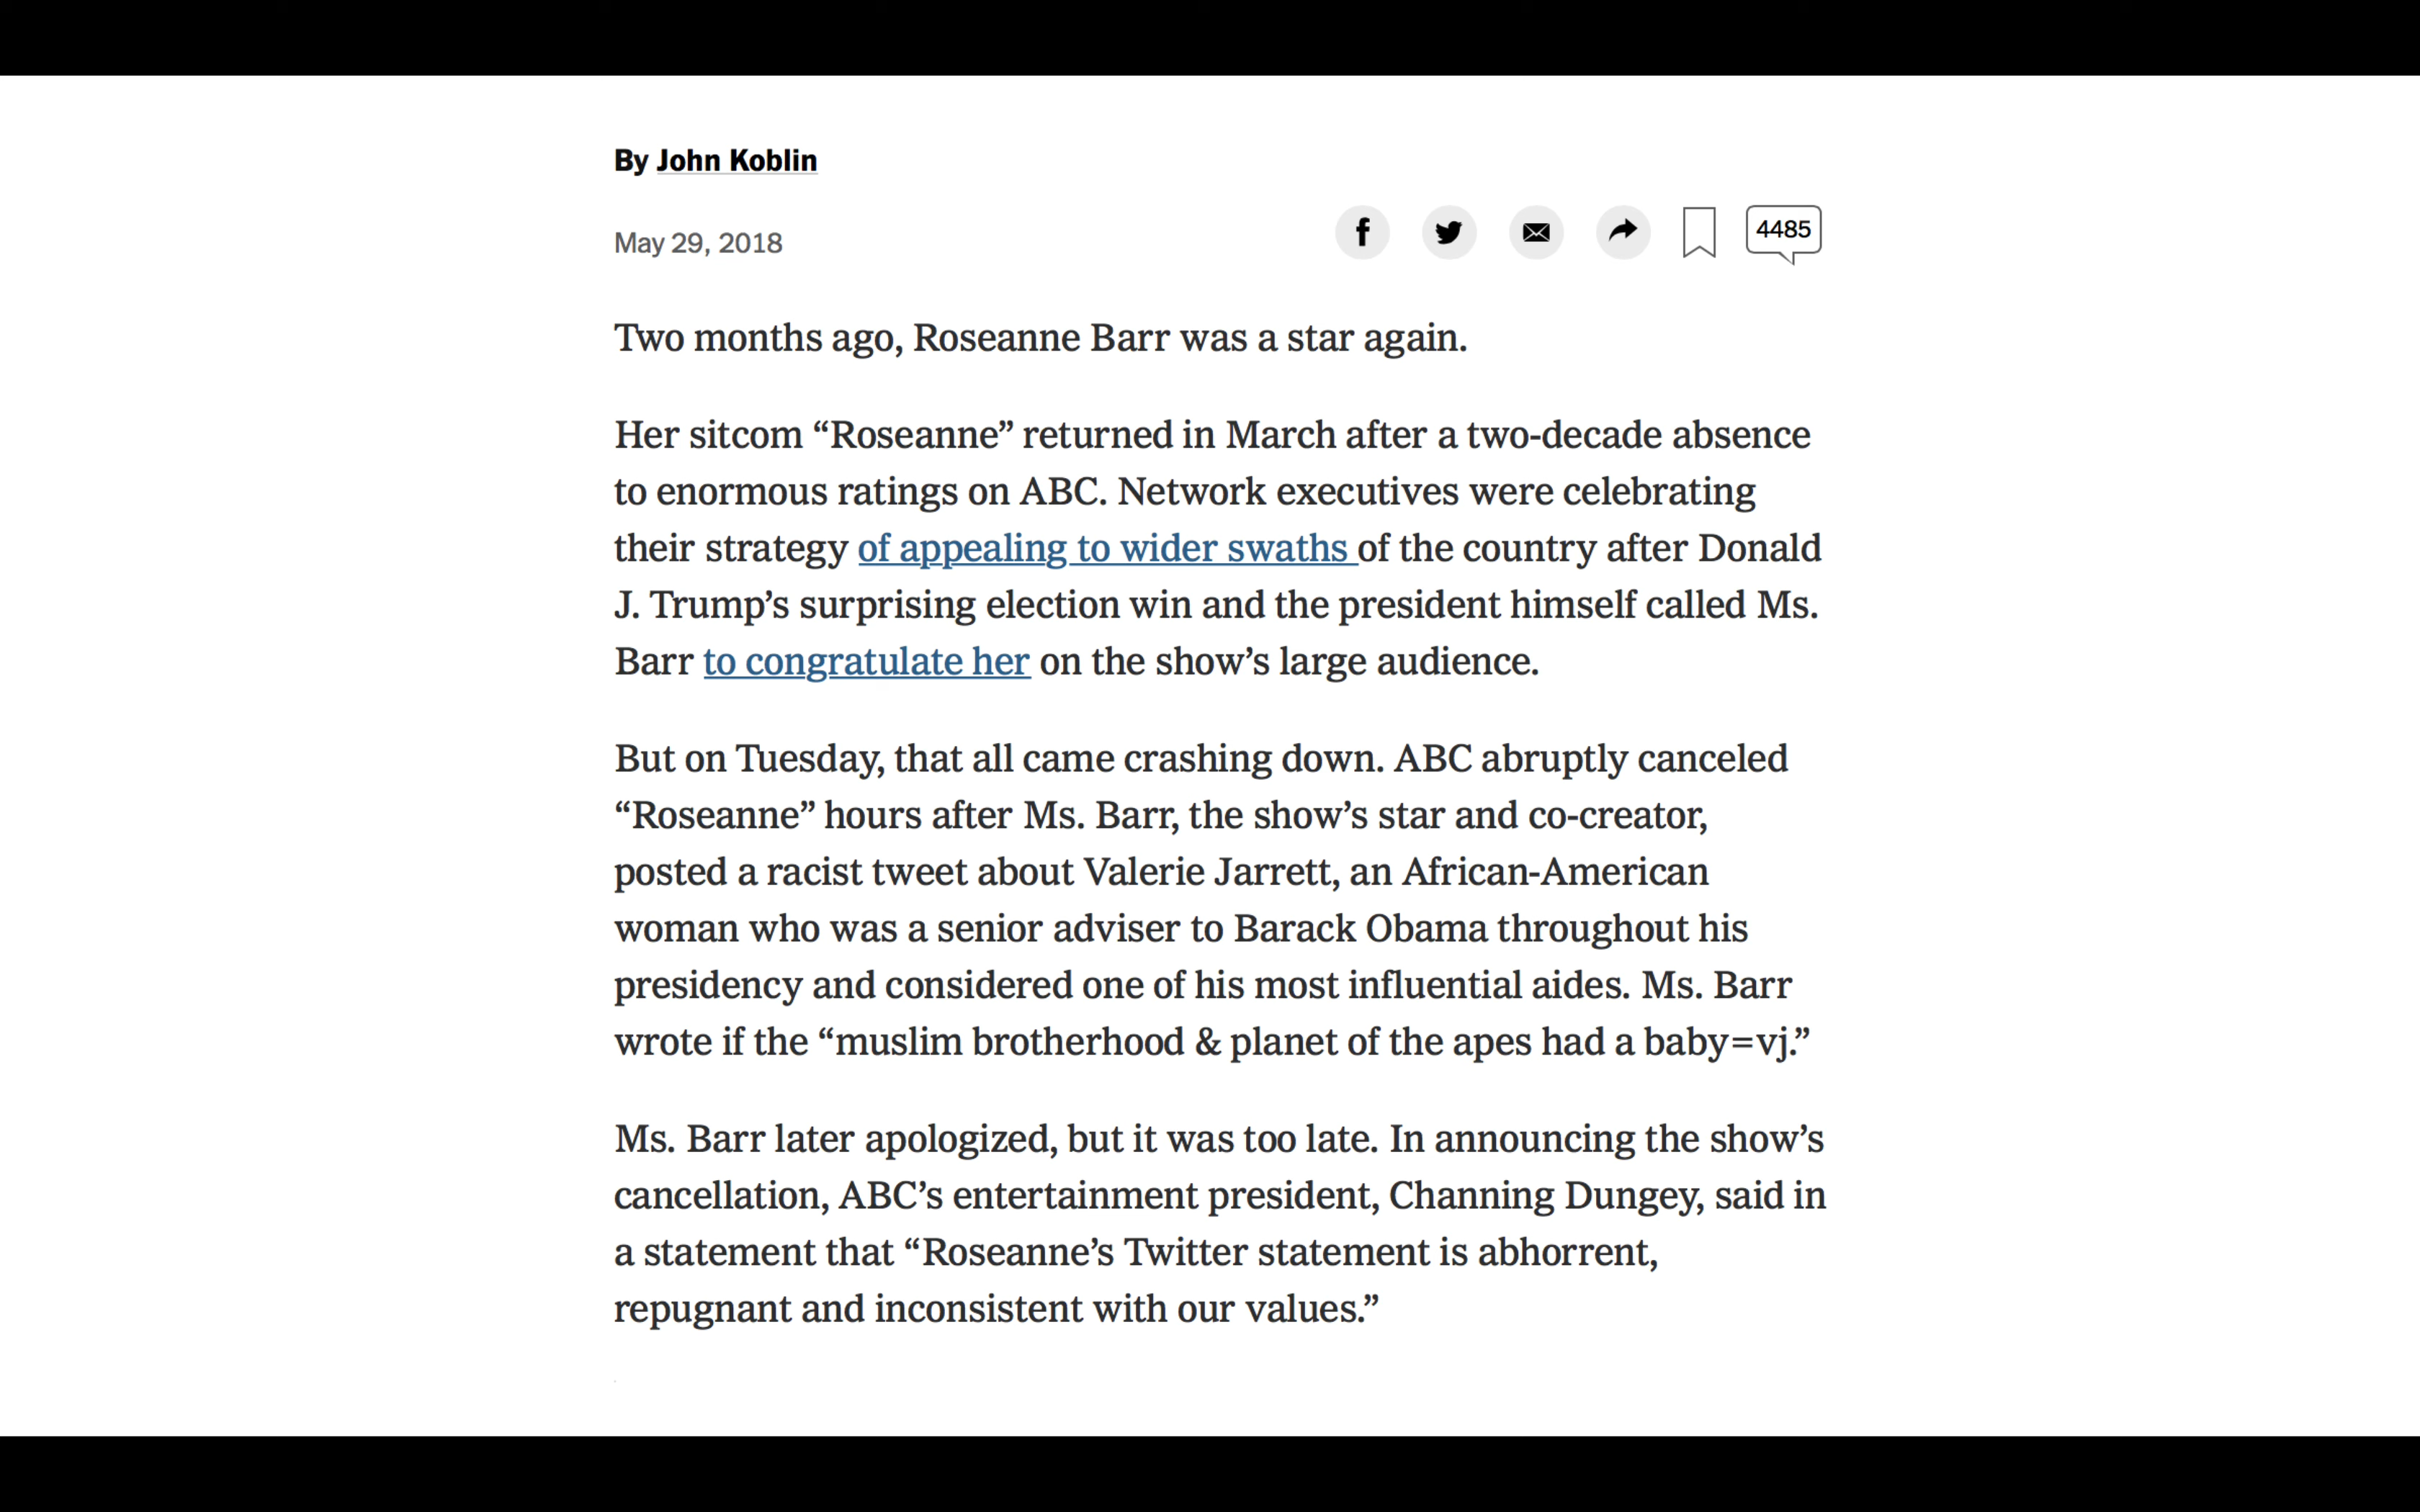 By John Koblin
May 29, 2018
4485
Two months ago, Roseanne Barr was a star again.
Her sitcom “Roseanne” returned in March after a two-decade absence
to enormous ratings on ABC. Network executives were celebrating
their strategy of appealing to wider swaths of the country after Donald
J. Trump’s surprising election win and the president himself called Ms.
Barr to congratulate her on the show’s large audience.
But on Tuesday, that all came crashing down. ABC abruptly canceled
“Roseanne” hours after Ms. Barr, the show’s star and co-creator,
posted a racist tweet about Valerie Jarrett, an African-American
woman who was a senior adviser to Barack Obama throughout his
presidency and considered one of his most influential aides. Ms. Barr
wrote if the “muslim brotherhood & planet of the apes had a baby=vj.”
Ms. Barr later apologized, but it was too late. In announcing the show’s
cancellation, ABC’s entertainment president, Channing Dungey, said in
a statement that “Roseanne’s Twitter statement is abhorrent,
repugnant and inconsistent with our values.”